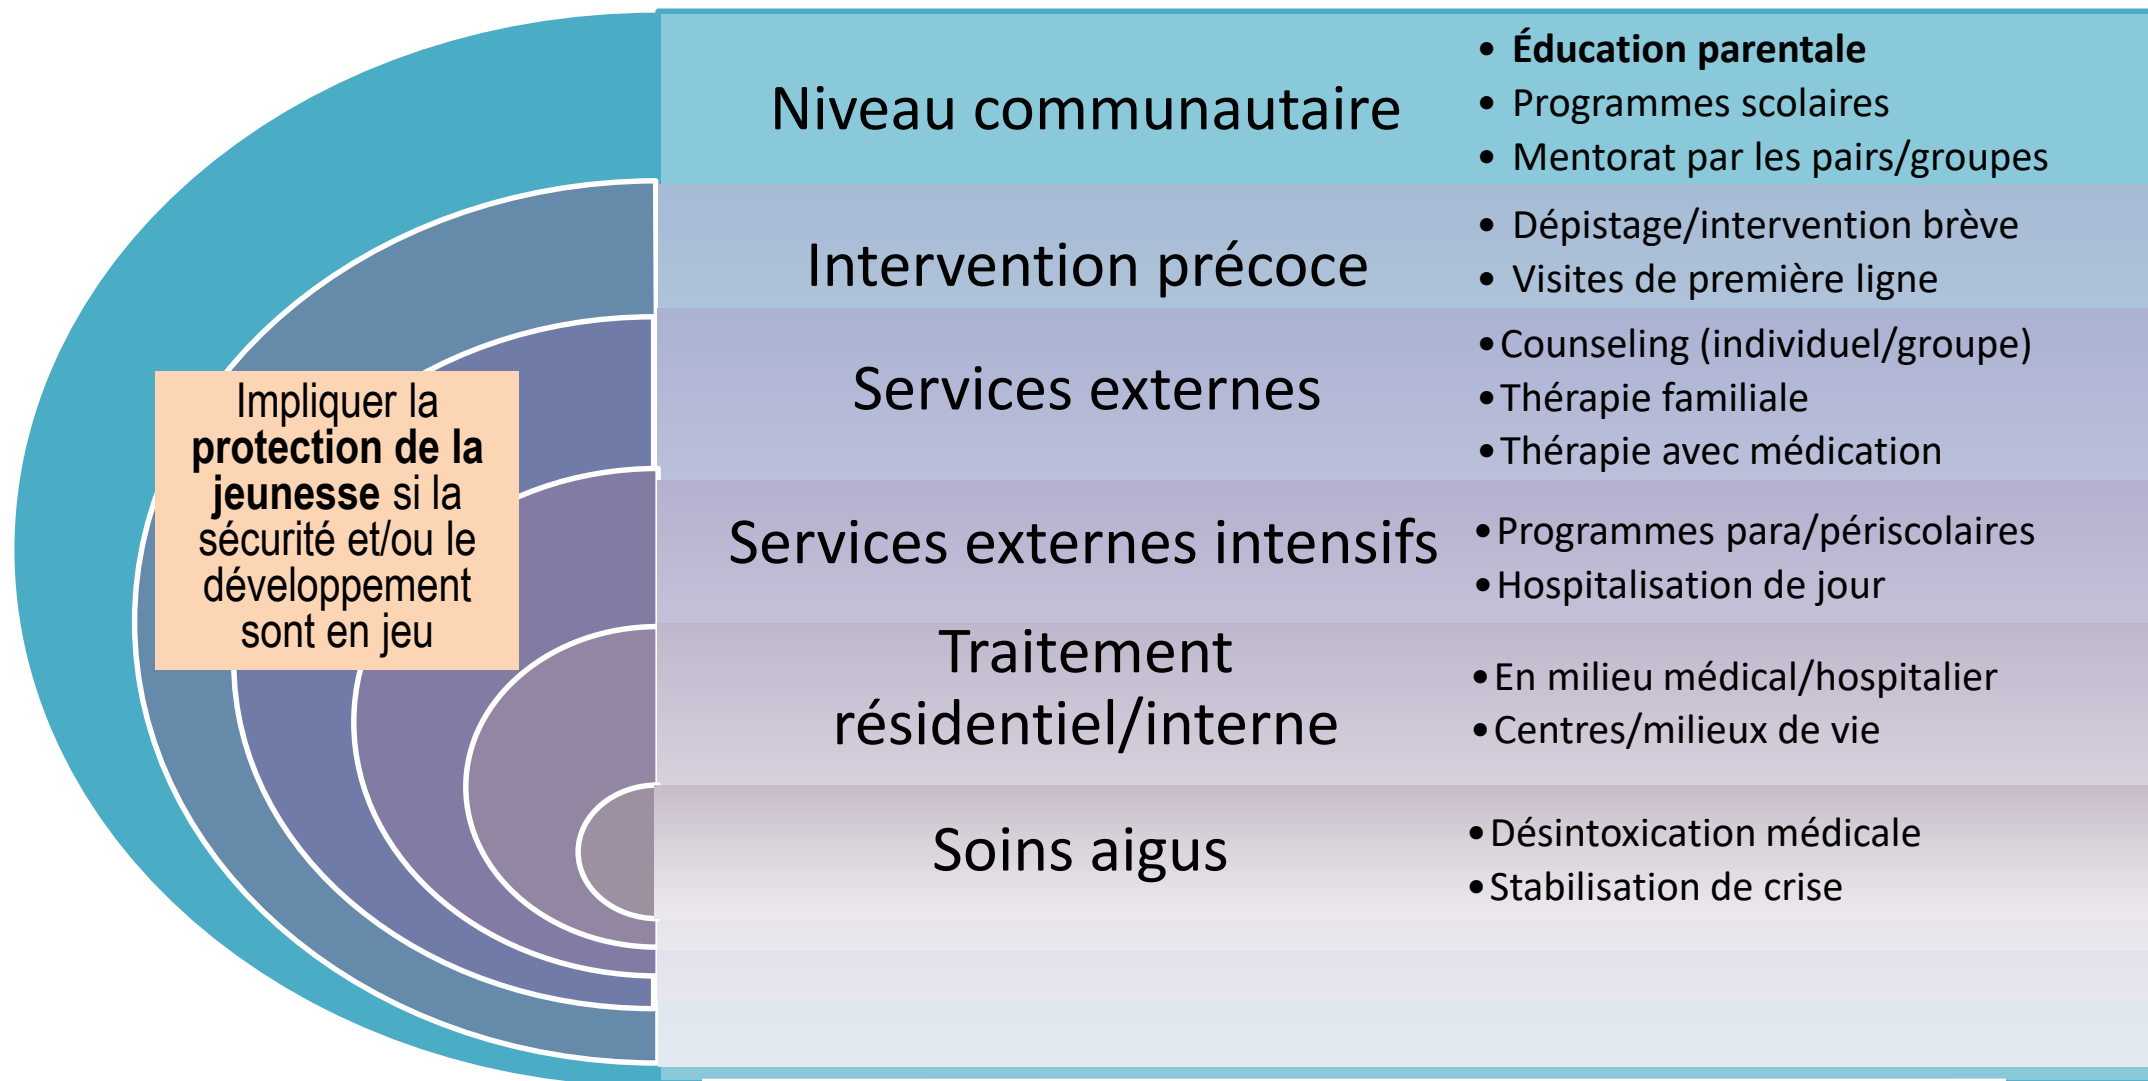 Niveau communautaire
• Éducation parentale
• Programmes scolaires
• Mentorat par les pairs/groupes
Intervention précoce
• Dépistage/intervention brève
• Visites de première ligne
Services externes
•Counseling (individuel/groupe)
•Thérapie familiale
•Thérapie avec médication
Impliquer la
protection de la
jeunesse si la
sécurité et/ou le
développement
sont en jeu
Services externes intensifs
•Programmes para/périscolaires
•Hospitalisation de jour
Traitement
résidentiel/interne
•En milieu médical/hospitalier
•Centres/milieux de vie
Soins aigus
•Désintoxication médicale
•Stabilisation de crise